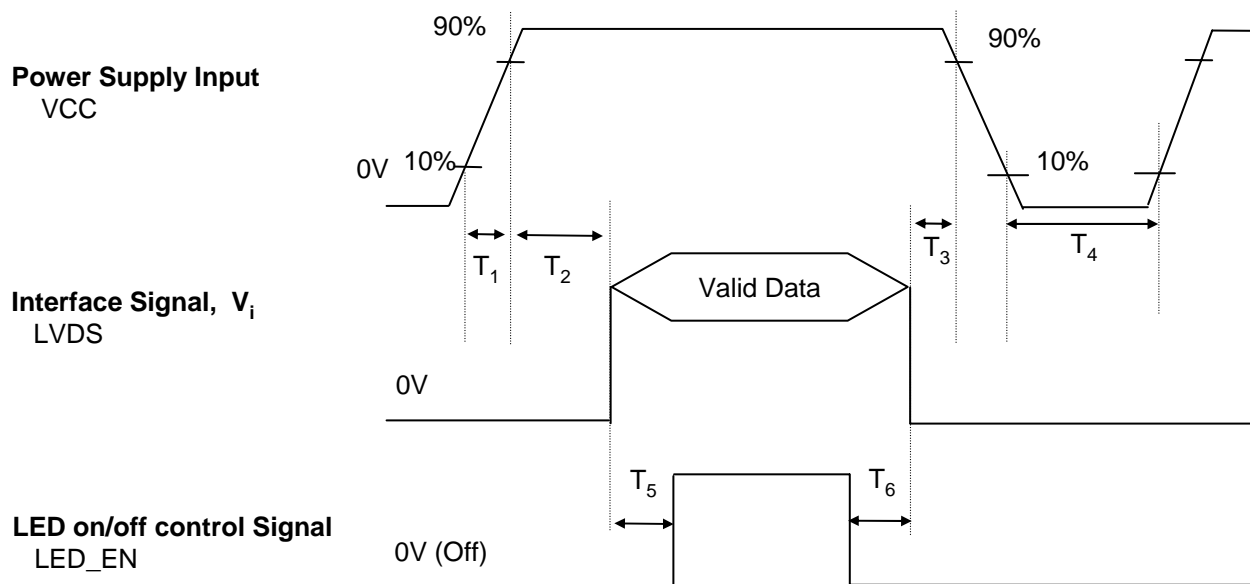 90%
90%
Power Supply Input
VCC
0V
10%
10%
T1
T2
T3
T4
Interface Signal, Vi
LVDS
Valid Data
0V
T5
T6
LED on/off control Signal
LED_EN
0V (Off)